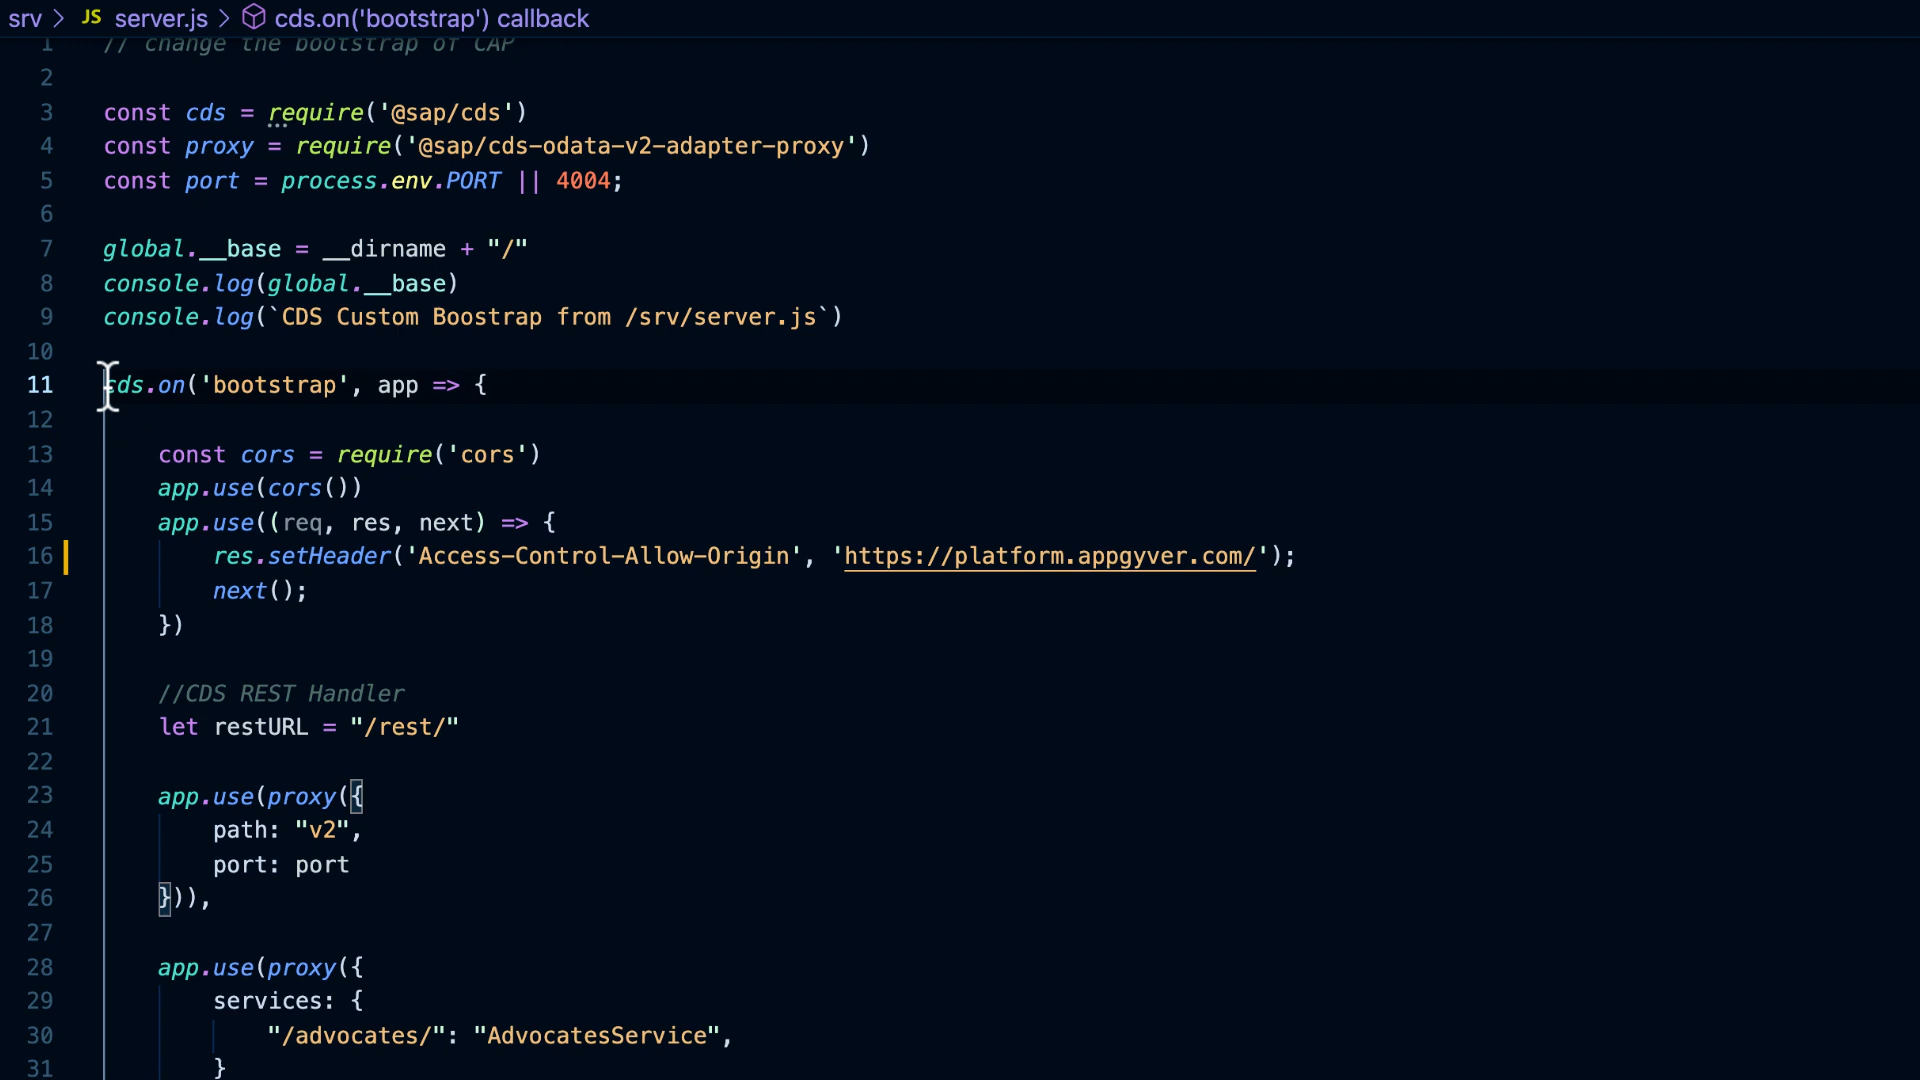 srv > JS server.js > cds.on('bootstrap') callback
1 // change the bootstrap of CAP
2
3 const cds = require('@sap/cds')
4 const proxy = require('@sap/cds-odata-v2-adapter-proxy')
5 const port = process.env.PORT || 4004;
6
7 global.__base = __dirname + "/"
8 console.log(global.__base)
9 console.log(`CDS Custom Boostrap from /srv/server.js`)
10
11 cds.on('bootstrap', app => {
12
13 const cors = require('cors')
14 app.use(cors())
15 app.use((req, res, next) => {
16 res.setHeader('Access-Control-Allow-Origin', 'https://platform.appgyver.com/');
17 next();
18 })
19
20 //CDS REST Handler
21 let restURL = "/rest/"
22
23 app.use(proxy({
24 path: "v2",
25 port: port
26 })),
27
28 app.use(proxy({
29 services: {
30 "/advocates/": "AdvocatesService",
31 }